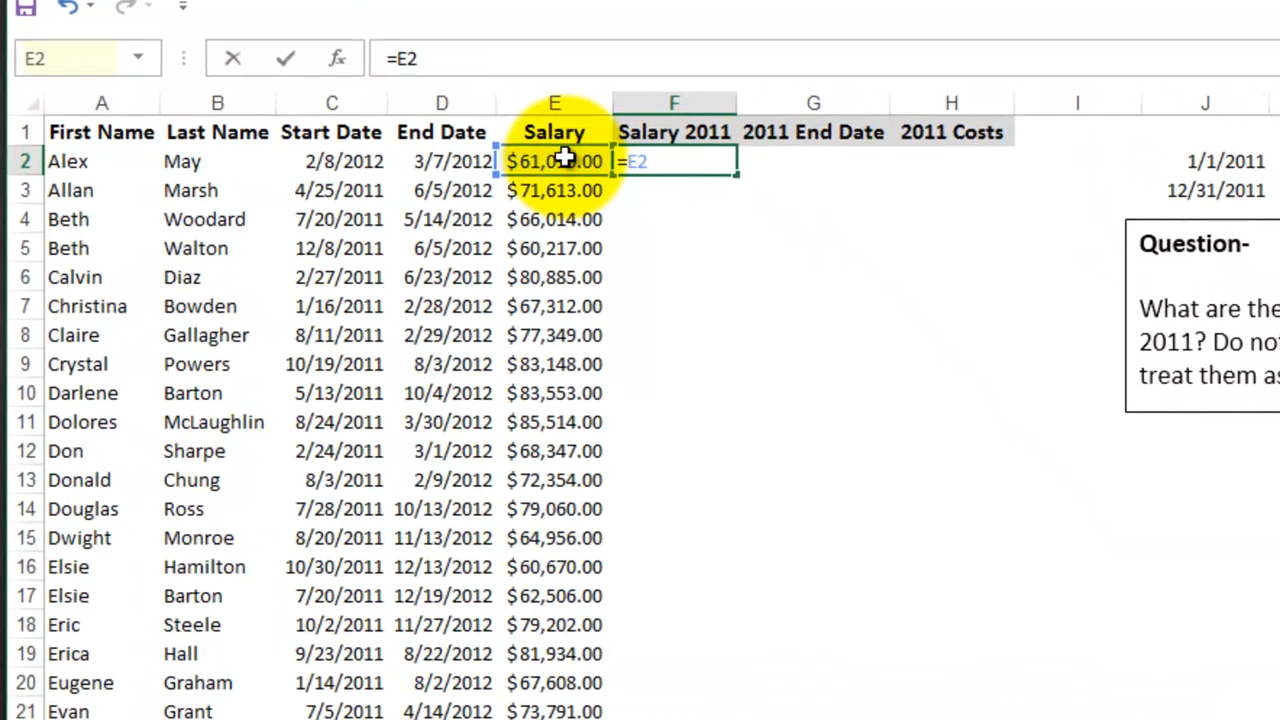 E2 fx =E2
A B C D E F G H I J
1 First Name Last Name Start Date End Date Salary Salary 2011 2011 End Date 2011 Costs
2 Alex May 2/8/2012 3/7/2012 =E2 1/1/2011
3 Allan Marsh 4/25/2011 6/5/2012 $71,613.00 12/31/2011
4 Beth Woodard 7/20/2011 5/14/2012 $66,014.00
5 Beth Walton 12/8/2011 6/5/2012 $60,217.00
6 Calvin Diaz 2/27/2011 6/23/2012 $80,885.00
7 Christina Bowden 1/16/2011 2/28/2012 $67,312.00
8 Claire Gallagher 8/11/2011 2/29/2012 $77,349.00
9 Crystal Powers 10/19/2011 8/3/2012 $83,148.00
10 Darlene Barton 5/13/2011 10/4/2012 $83,553.00
11 Dolores McLaughlin 8/24/2011 3/30/2012 $85,514.00
12 Don Sharpe 2/24/2011 3/1/2012 $68,347.00
13 Donald Chung 8/3/2011 2/9/2012 $72,354.00
14 Douglas Ross 7/28/2011 10/13/2012 $79,060.00
15 Dwight Monroe 8/20/2011 11/13/2012 $64,956.00
16 Elsie Hamilton 10/30/2011 12/13/2012 $60,670.00
17 Elsie Barton 7/20/2011 12/19/2012 $62,506.00
18 Eric Steele 10/2/2011 11/27/2012 $79,202.00
19 Erica Hall 9/23/2011 8/22/2012 $81,934.00
20 Eugene Graham 1/14/2011 8/2/2012 $67,608.00
21 Evan Grant 7/5/2011 4/14/2012 $73,791.00
Question-
What are the
2011? Do no
treat them as